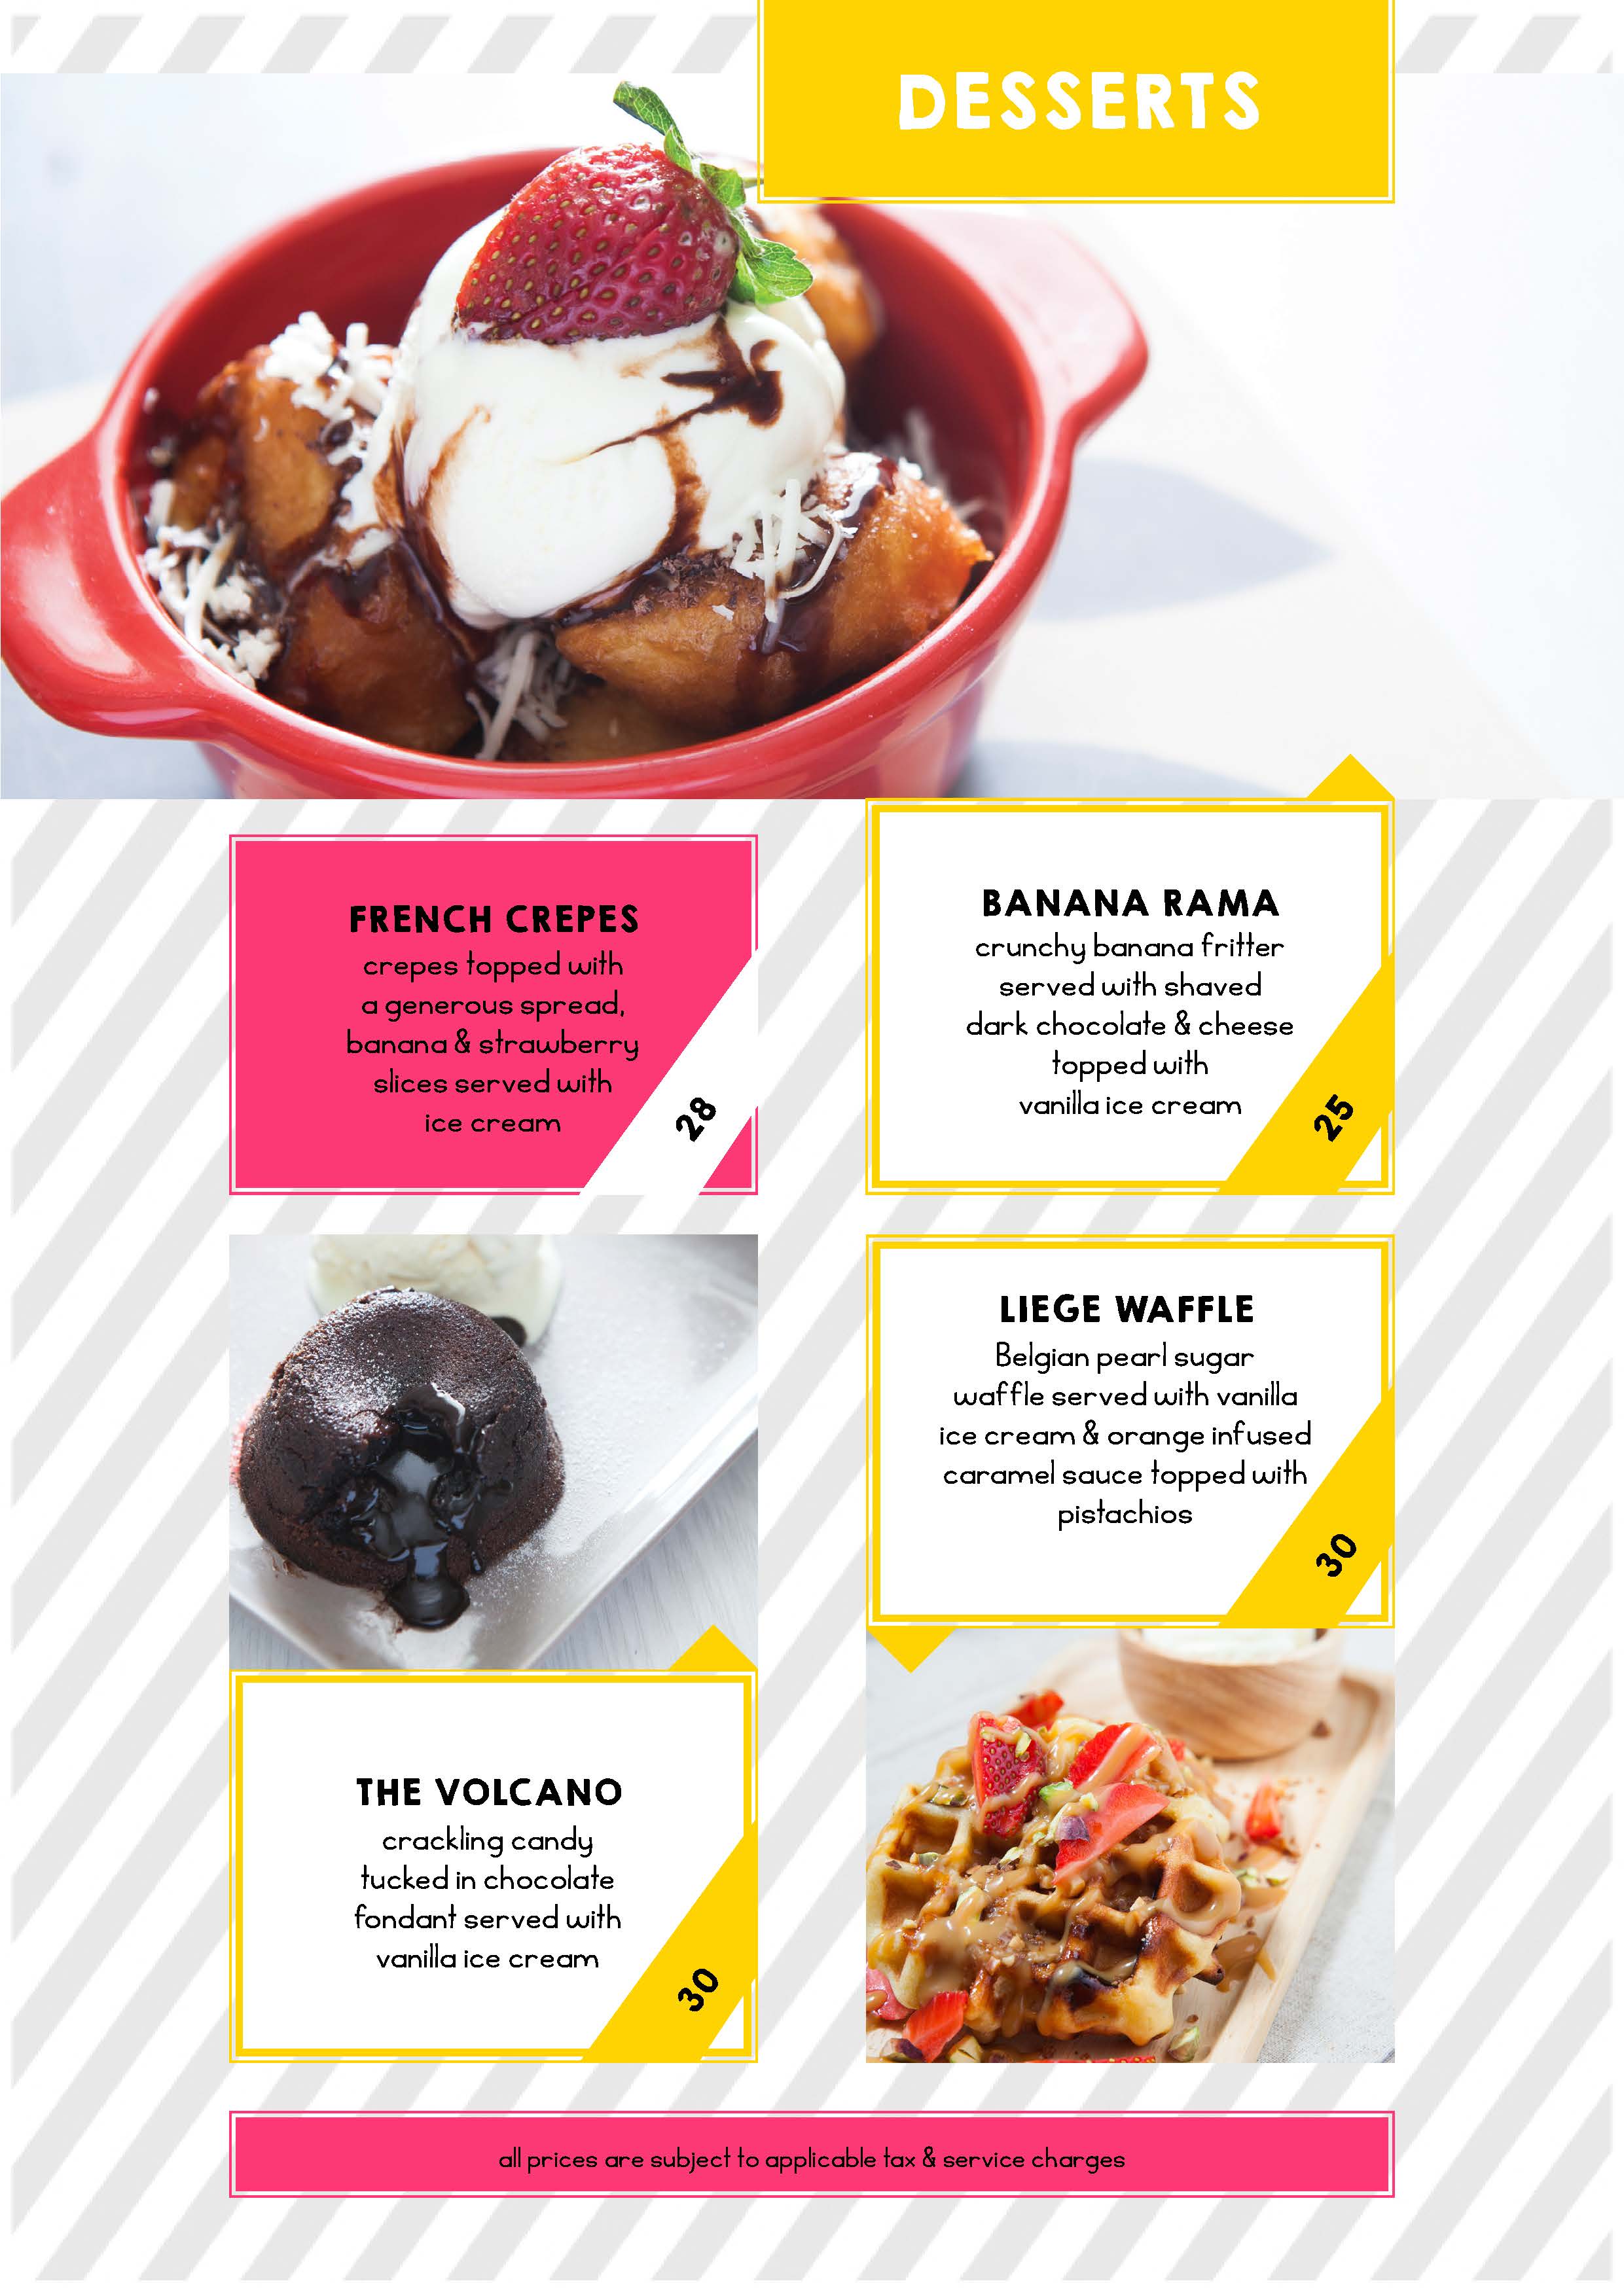 DESSERTS
FRENCH CREPES
crepes topped with
a generous spread,
banana & strawberry
slices served with
ice cream
28
BANANA RAMA
crunchy banana fritter
served with shaved
dark chocolate & cheese
topped with
vanilla ice cream
25
LIEGE WAFFLE
Belgian pearl sugar
waffle served with vanilla
ice cream & orange infused
caramel sauce topped with
pistachios
30
THE VOLCANO
crackling candy
tucked in chocolate
fondant served with
vanilla ice cream
30
all prices are subject to applicable tax & service charges